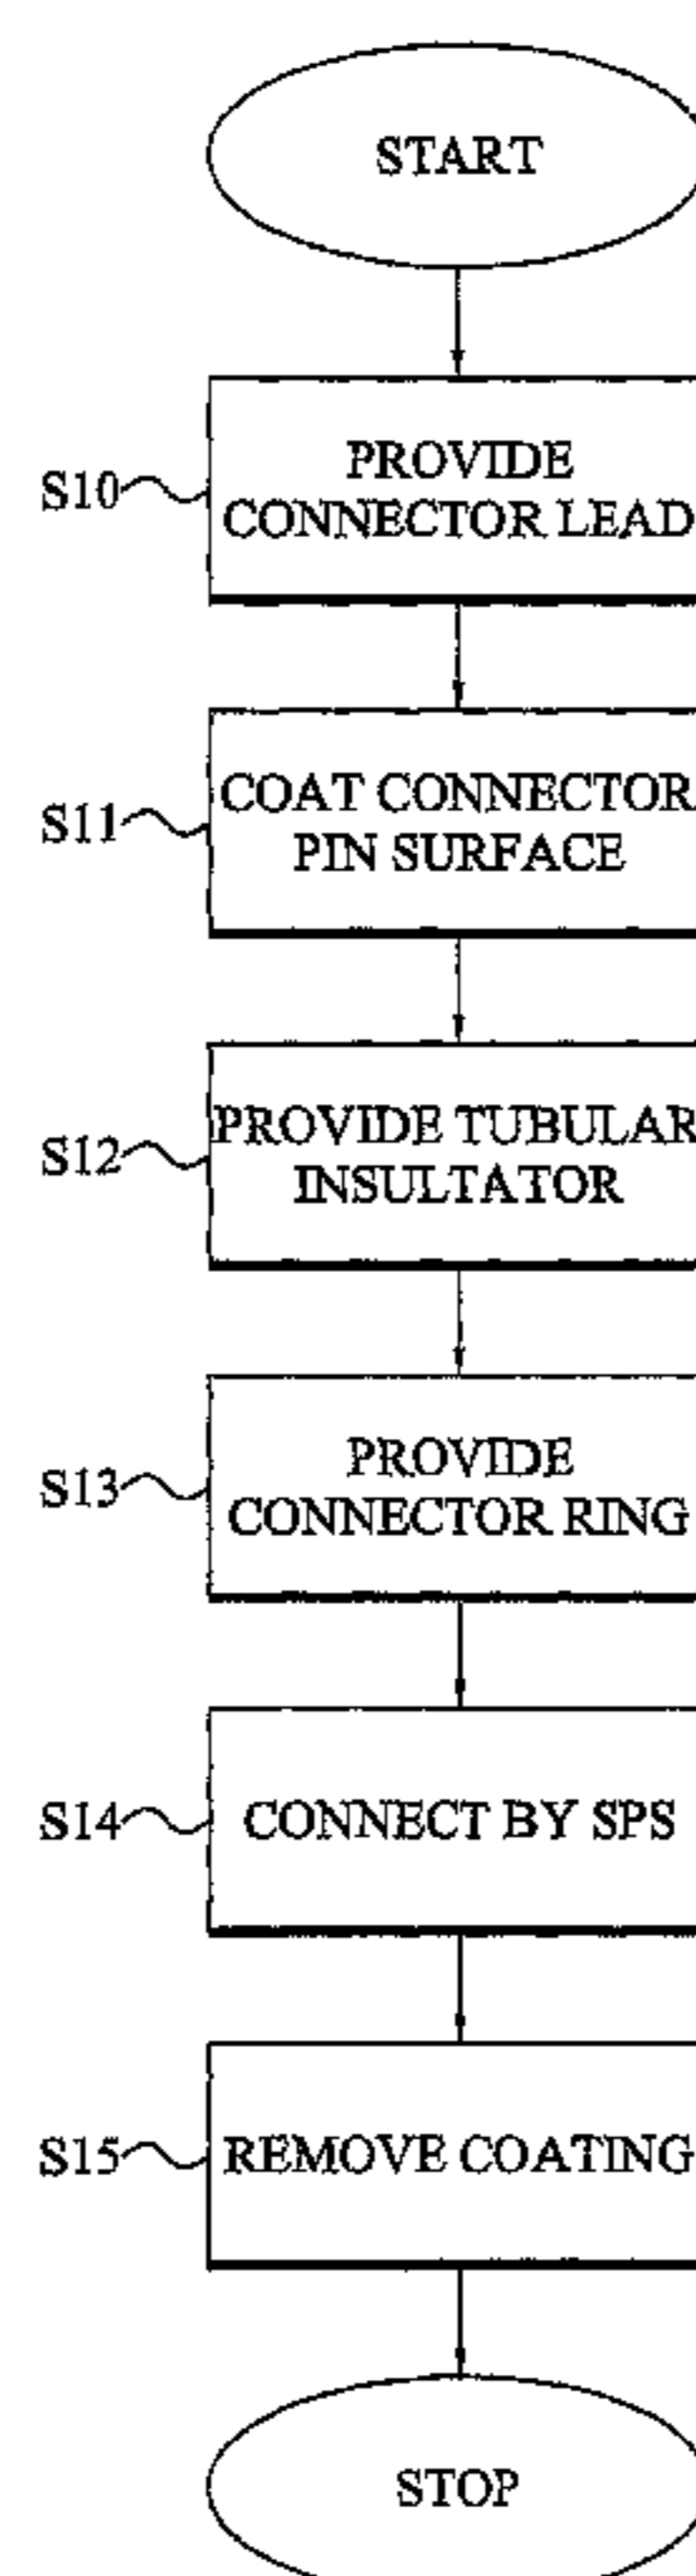 START
S10
PROVIDE
CONNECTOR LEAD
S11
COAT CONNECTOR
PIN SURFACE
S12
PROVIDE TUBULAR
INSULTATOR
S13
PROVIDE
CONNECTOR RING
S14
CONNECT BY SPS
S15
REMOVE COATING
STOP